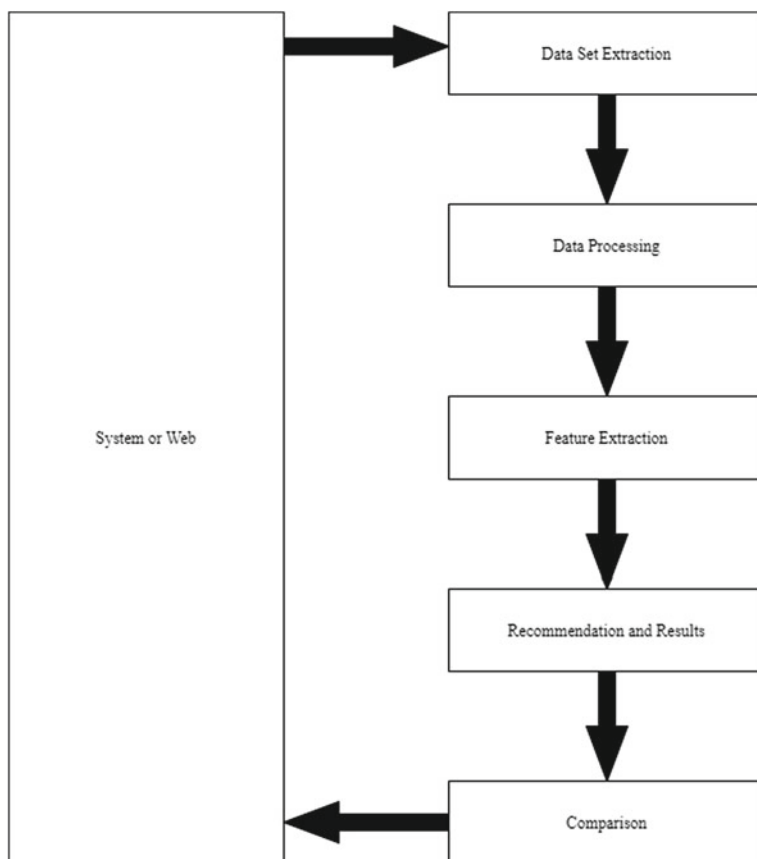 System or Web
Data Set Extraction
Data Processing
Feature Extraction
Recommendation and Results
Comparison